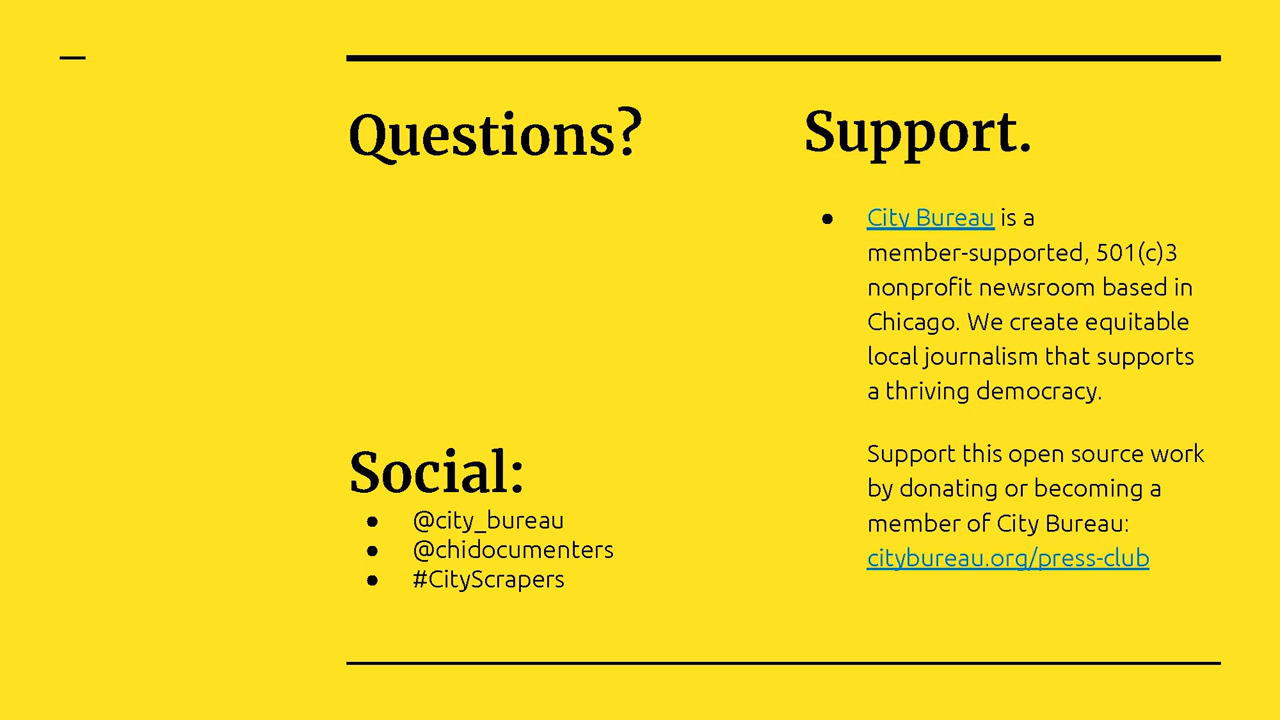 Questions?
Social:
● @city_bureau
● @chidocumenters
● #CityScrapers
Support.
● City Bureau is a
member-supported, 501(c)3
nonprofit newsroom based in
Chicago. We create equitable
local journalism that supports
a thriving democracy.
Support this open source work
by donating or becoming a
member of City Bureau:
citybureau.org/press-club